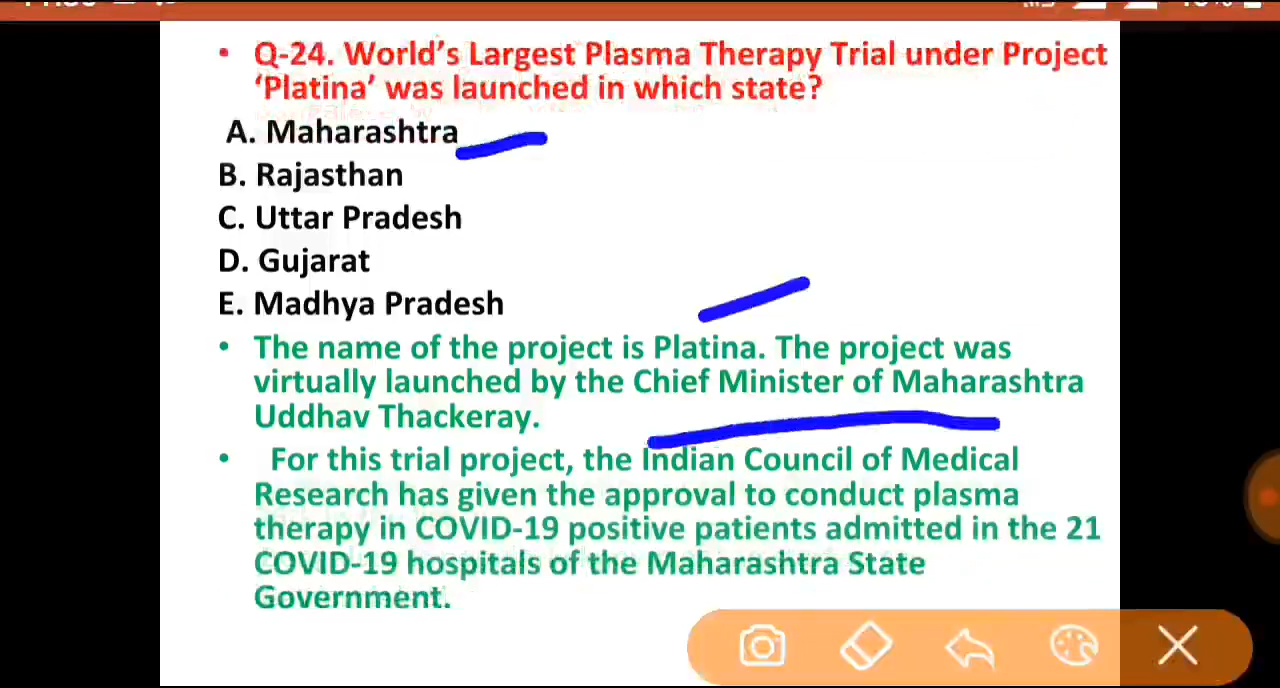 • Q-24. World's Largest Plasma Therapy Trial under Project
'Platina' was launched in which state?
A. Maharashtra
B. Rajasthan
C. Uttar Pradesh
D. Gujarat
E. Madhya Pradesh
• The name of the project is Platina. The project was
virtually launched by the Chief Minister of Maharashtra
Uddhav Thackeray.
• For this trial project, the Indian Council of Medical
Research has given the approval to conduct plasma
therapy in COVID-19 positive patients admitted in the 21
COVID-19 hospitals of the Maharashtra State
Government.